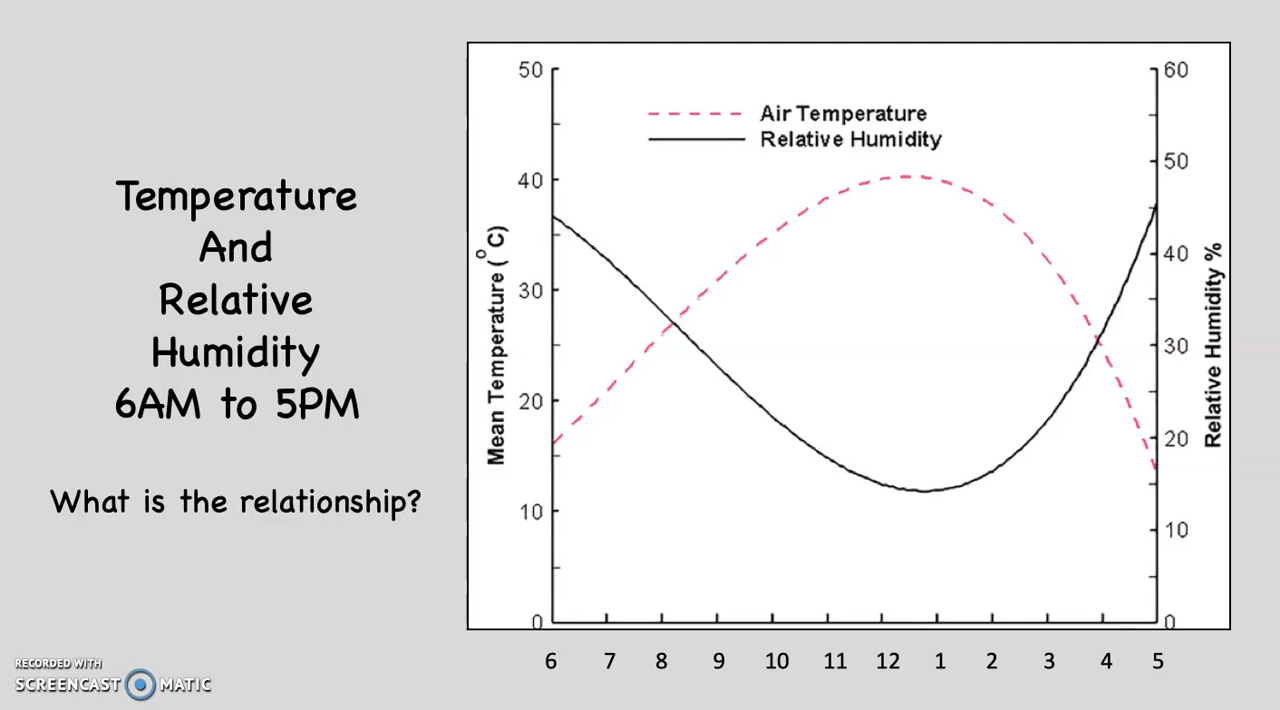 Temperature
And
Relative
Humidity
6AM to 5PM
What is the relationship?
RECORDED WITH
SCREENCAST MATIC
Air Temperature
Relative Humidity
Mean Temperature (°C)
50
40
30
20
10
0
60
50
40
30
20
10
0
Relative Humidity %
6 7 8 9 10 11 12 1 2 3 4 5